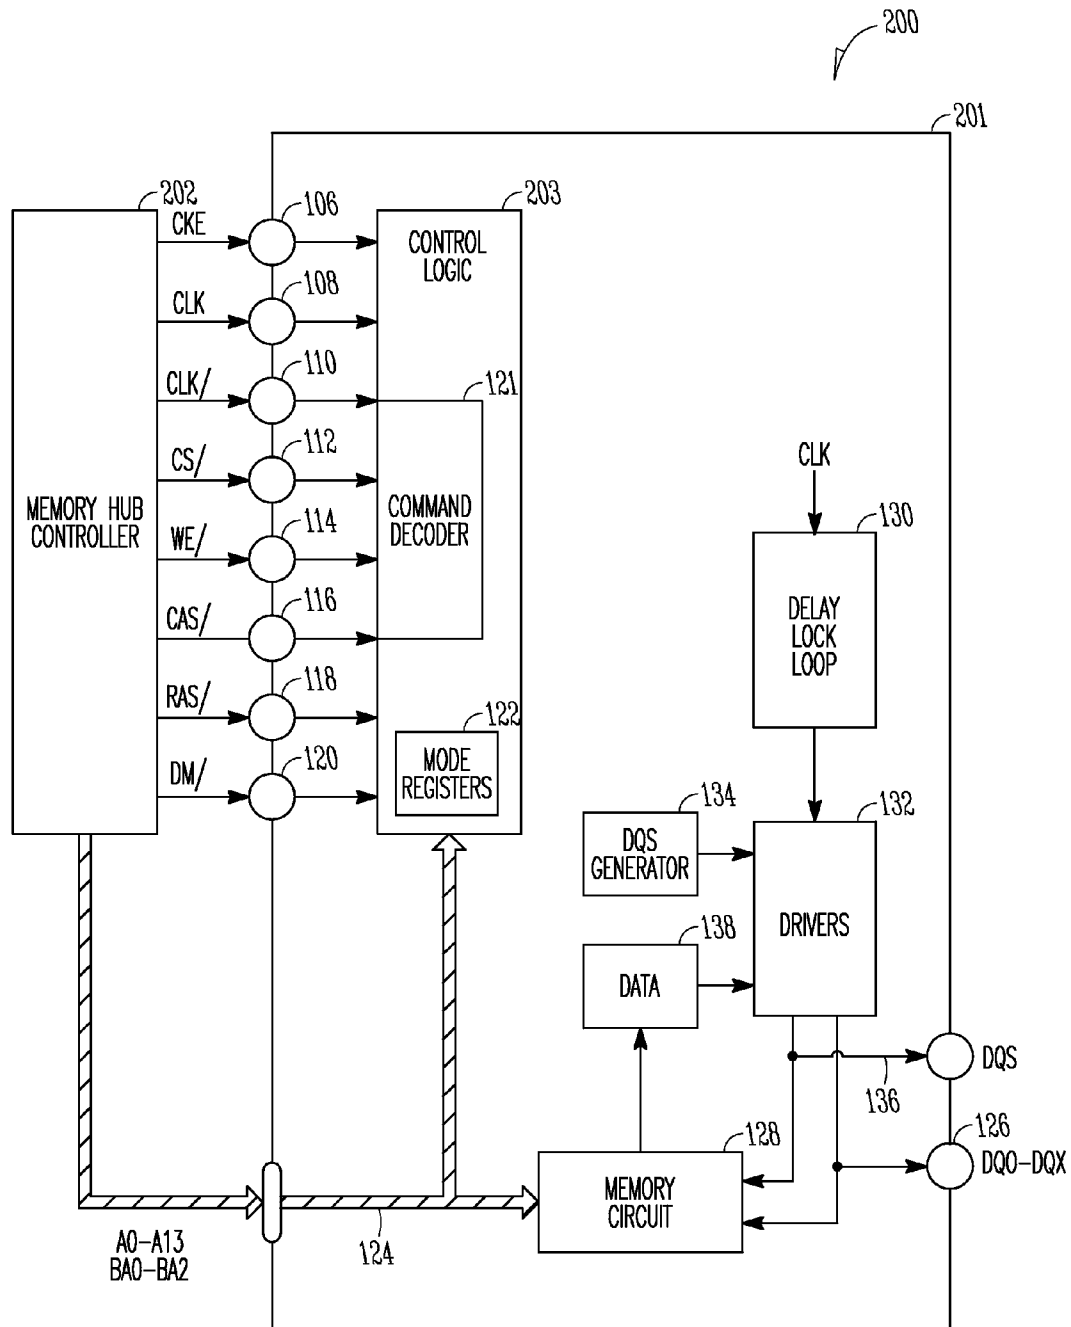 200
201
202
203
CKE
106
CONTROL
LOGIC
CLK
108
CLK/
110
121
CS/
112
MEMORY HUB
CONTROLLER
COMMAND
DECODER
WE/
114
CAS/
116
RAS/
118
122
MODE
REGISTERS
DM/
120
CLK
130
DELAY
LOCK
LOOP
134
DQS
GENERATOR
132
DRIVERS
138
DATA
DQS
136
128
MEMORY
CIRCUIT
126
DQ0-DQX
124
A0-A13
BA0-BA2